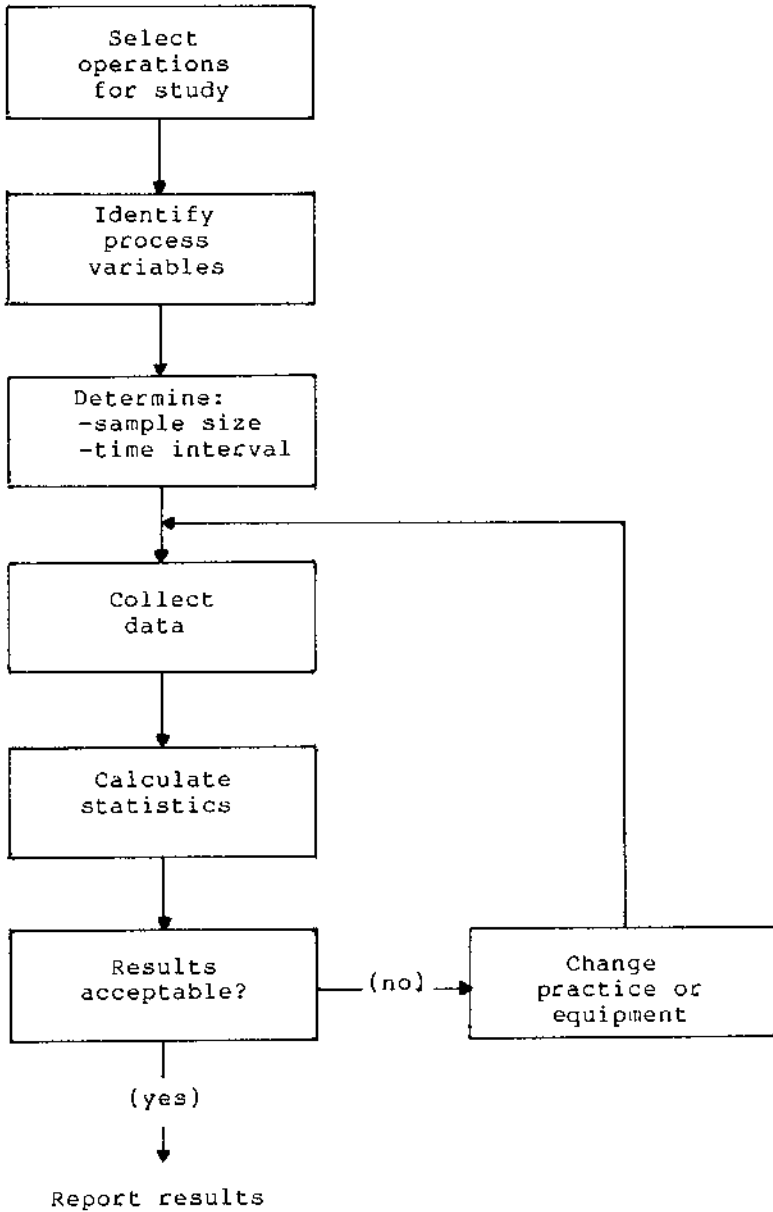 Select
operations
for study
Identify
process
variables
Determine:
-sample size
-time interval
Collect
data
Calculate
statistics
Results
acceptable?
(no)
Change
practice or
equipment
(yes)
Report results